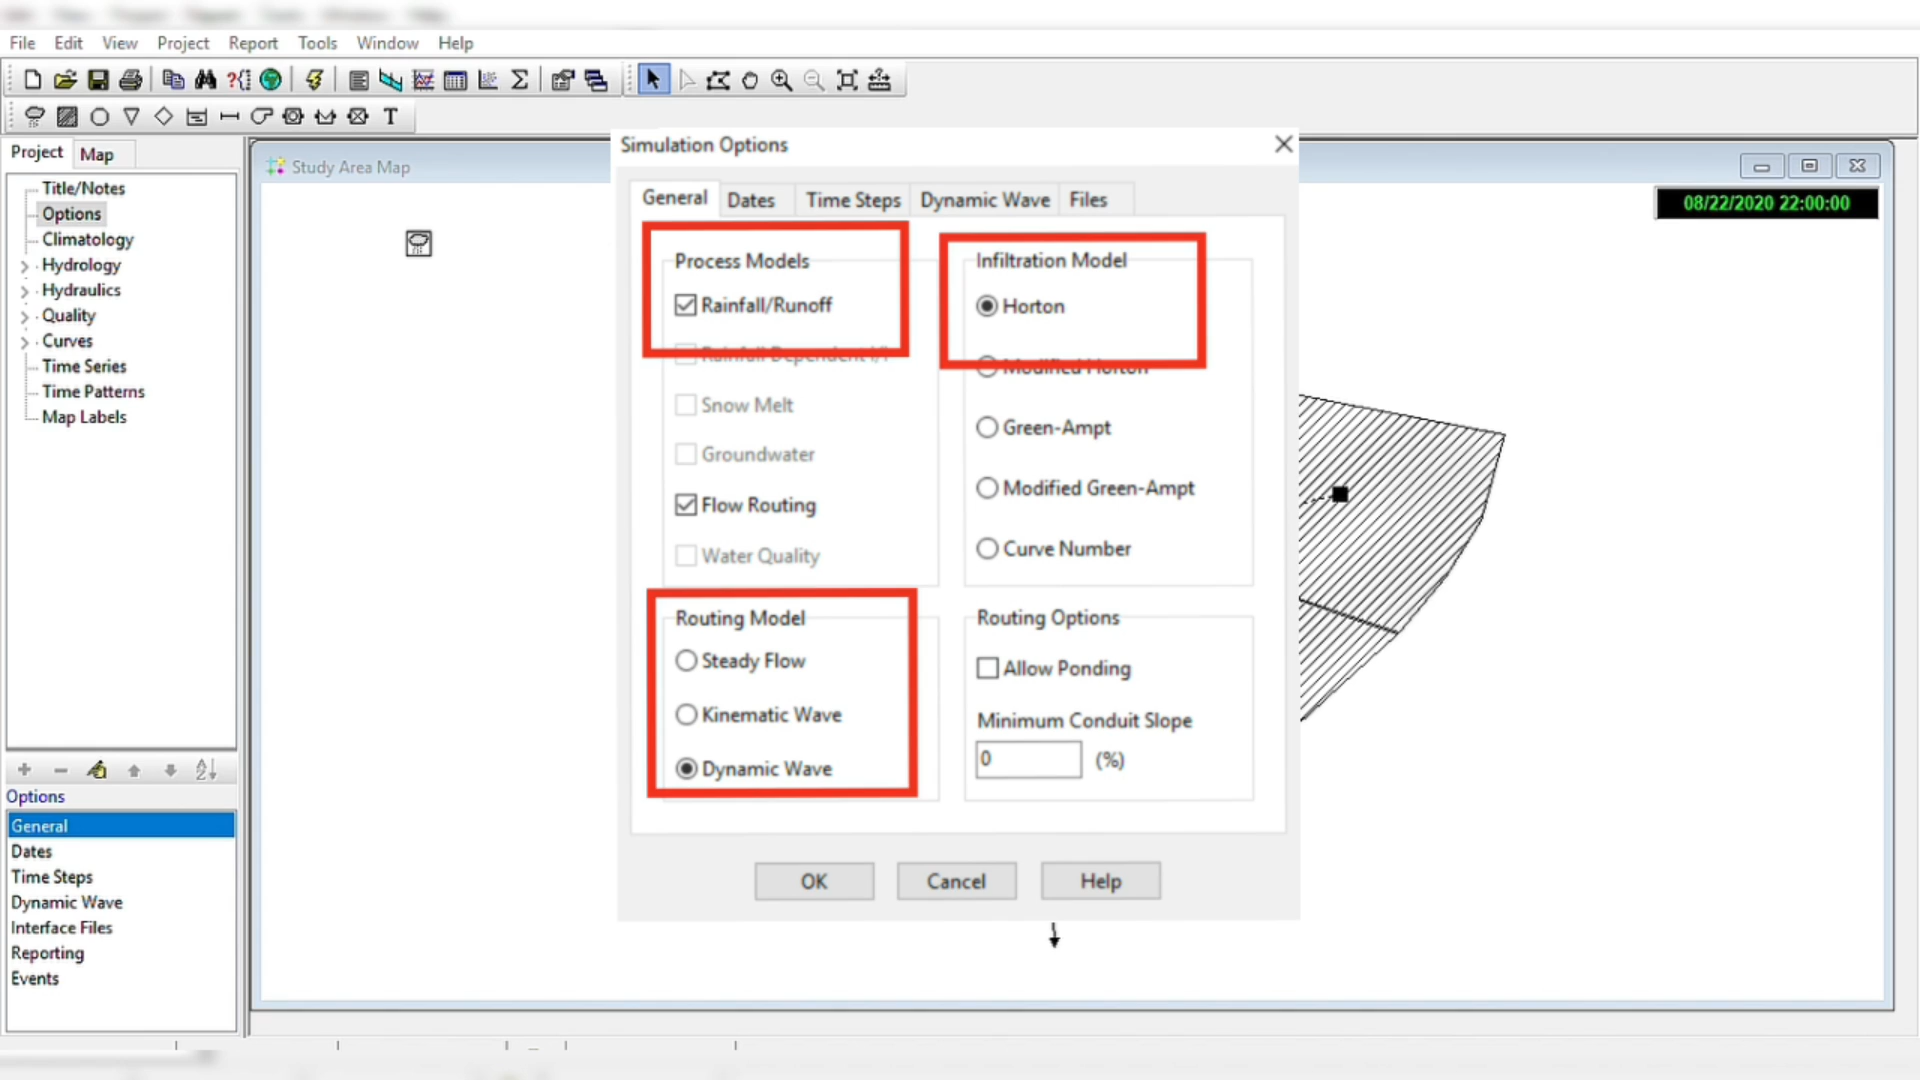 File Edit View Project Report Tools Window Help
T
Project Map
Title/Notes
Options
Climatology
Hydrology
Hydraulics
Quality
Curves
Time Series
Time Patterns
Map Labels
Options
General
Dates
Time Steps
Dynamic Wave
Interface Files
Reporting
Events
Study Area Map
08/22/2020 22:00:00
Simulation Options
General Dates Time Steps Dynamic Wave Files
Process Models
Rainfall/Runoff
Rainfall Dependent I/I
Snow Melt
Groundwater
Flow Routing
Water Quality
Infiltration Model
Horton
Modified Horton
Green-Ampt
Modified Green-Ampt
Curve Number
Routing Model
Steady Flow
Kinematic Wave
Dynamic Wave
Routing Options
Allow Ponding
Minimum Conduit Slope
0 (%)
OK Cancel Help